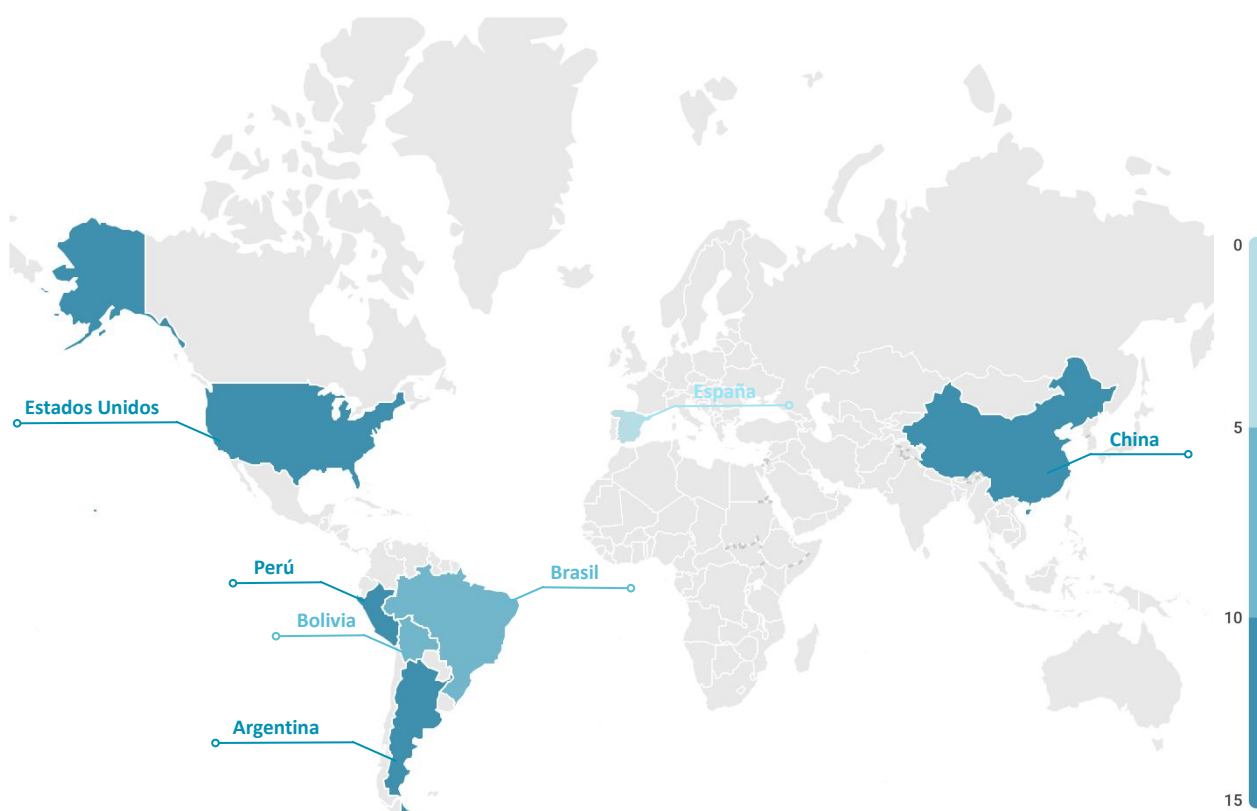 0
España
Estados Unidos
5
China
Perú
Brasil
Bolivia
10
Argentina
15